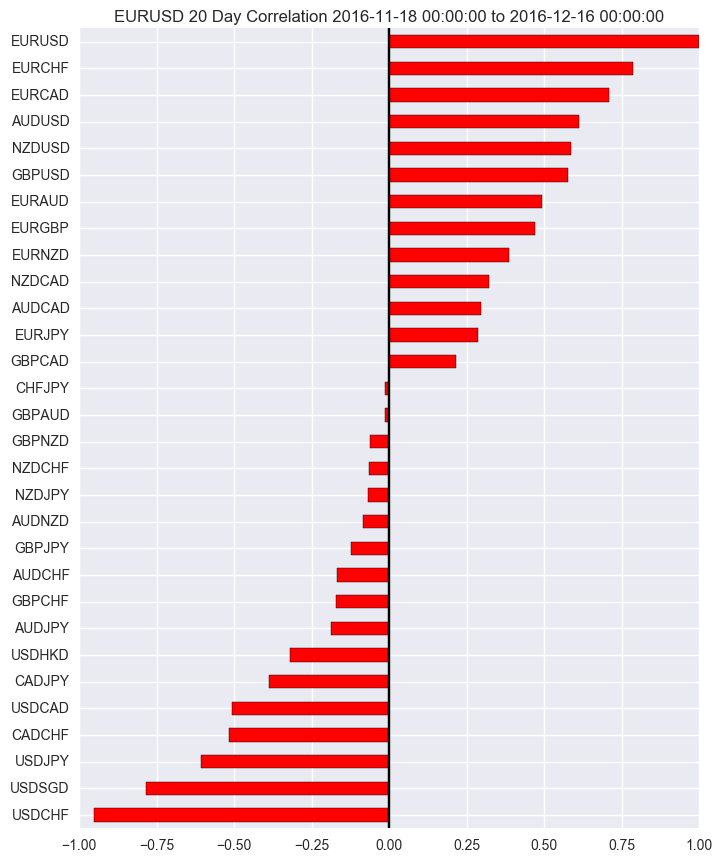 EURUSD 20 Day Correlation 2016-11-18 00:00:00 to 2016-12-16 00:00:00
EURUSD
EURCHF
EURCAD
AUDUSD
NZDUSD
GBPUSD
EURAUD
EURGBP
EURNZD
NZDCAD
AUDCAD
EURJPY
GBPCAD
CHFJPY
GBPAUD
GBPNZD
NZDCHF
NZDJPY
AUDNZD
GBPJPY
AUDCHF
GBPCHF
AUDJPY
USDHKD
CADJPY
USDCAD
CADCHF
USDJPY
USDSGD
USDCHF
−1.00 −0.75 −0.50 −0.25 0.00 0.25 0.50 0.75 1.00